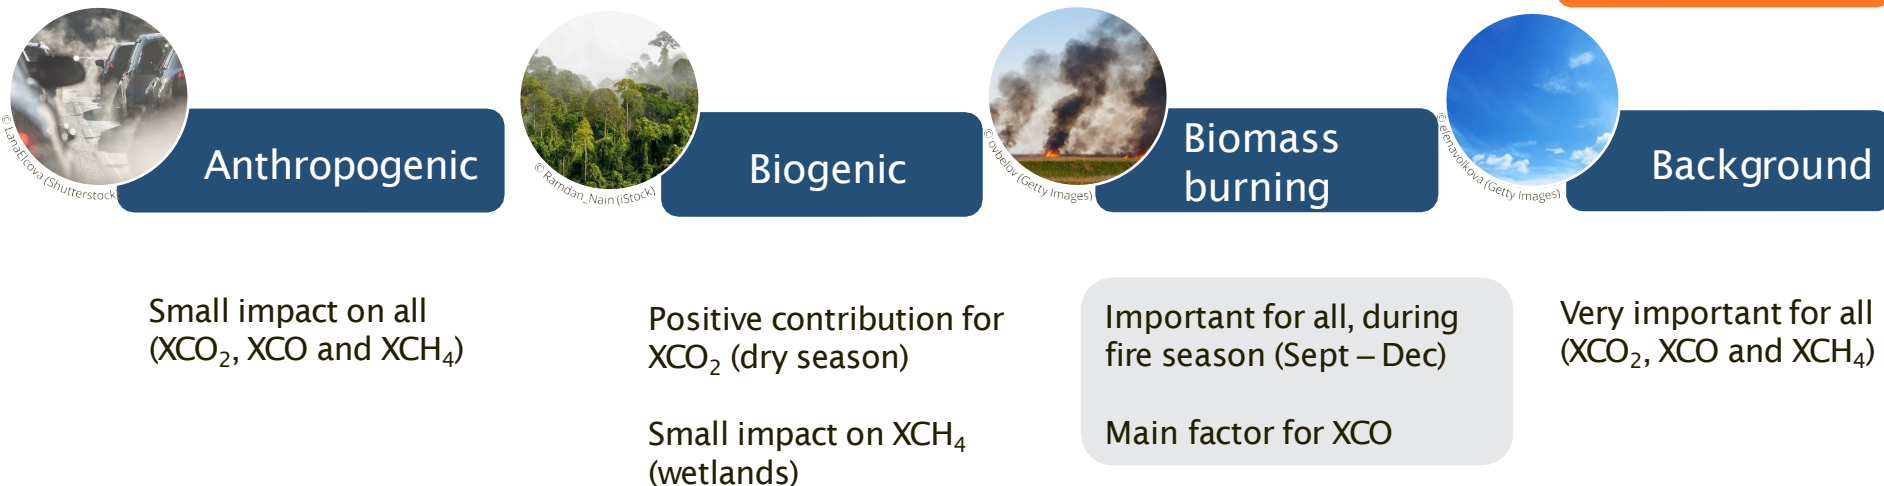 Anthropogenic
© LanaElcova (Shutterstock)
Small impact on all
(XCO₂, XCO and XCH₄)
Biogenic
© Ramdan_Nain (iStock)
Positive contribution for
XCO₂ (dry season)
Small impact on XCH₄
(wetlands)
Biomass
burning
© ovbelov (Getty Images)
Important for all, during
fire season (Sept – Dec)
Main factor for XCO
Background
© elenavolkova (Getty Images)
Very important for all
(XCO₂, XCO and XCH₄)